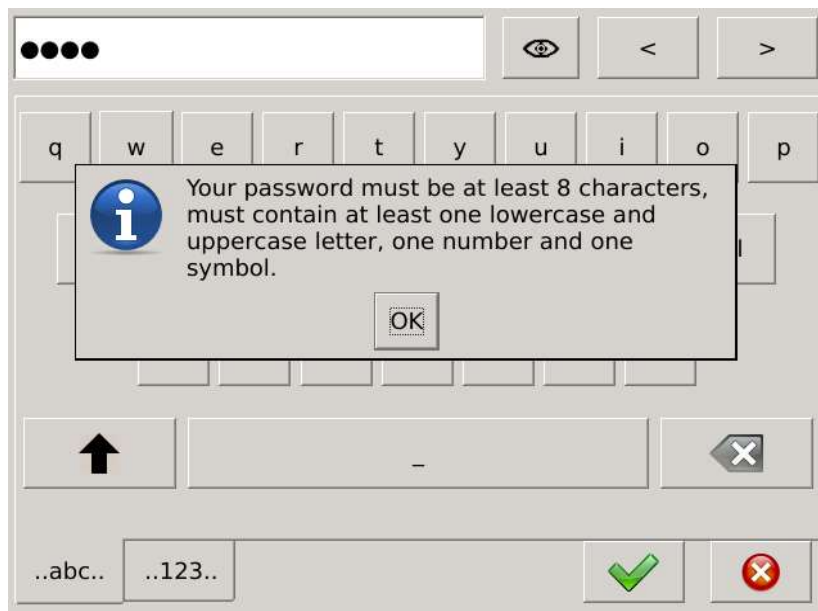 ●●●●
< >
q w e r t y u i o p
Your password must be at least 8 characters,
must contain at least one lowercase and
uppercase letter, one number and one
symbol.
OK
_
..abc.. ..123..